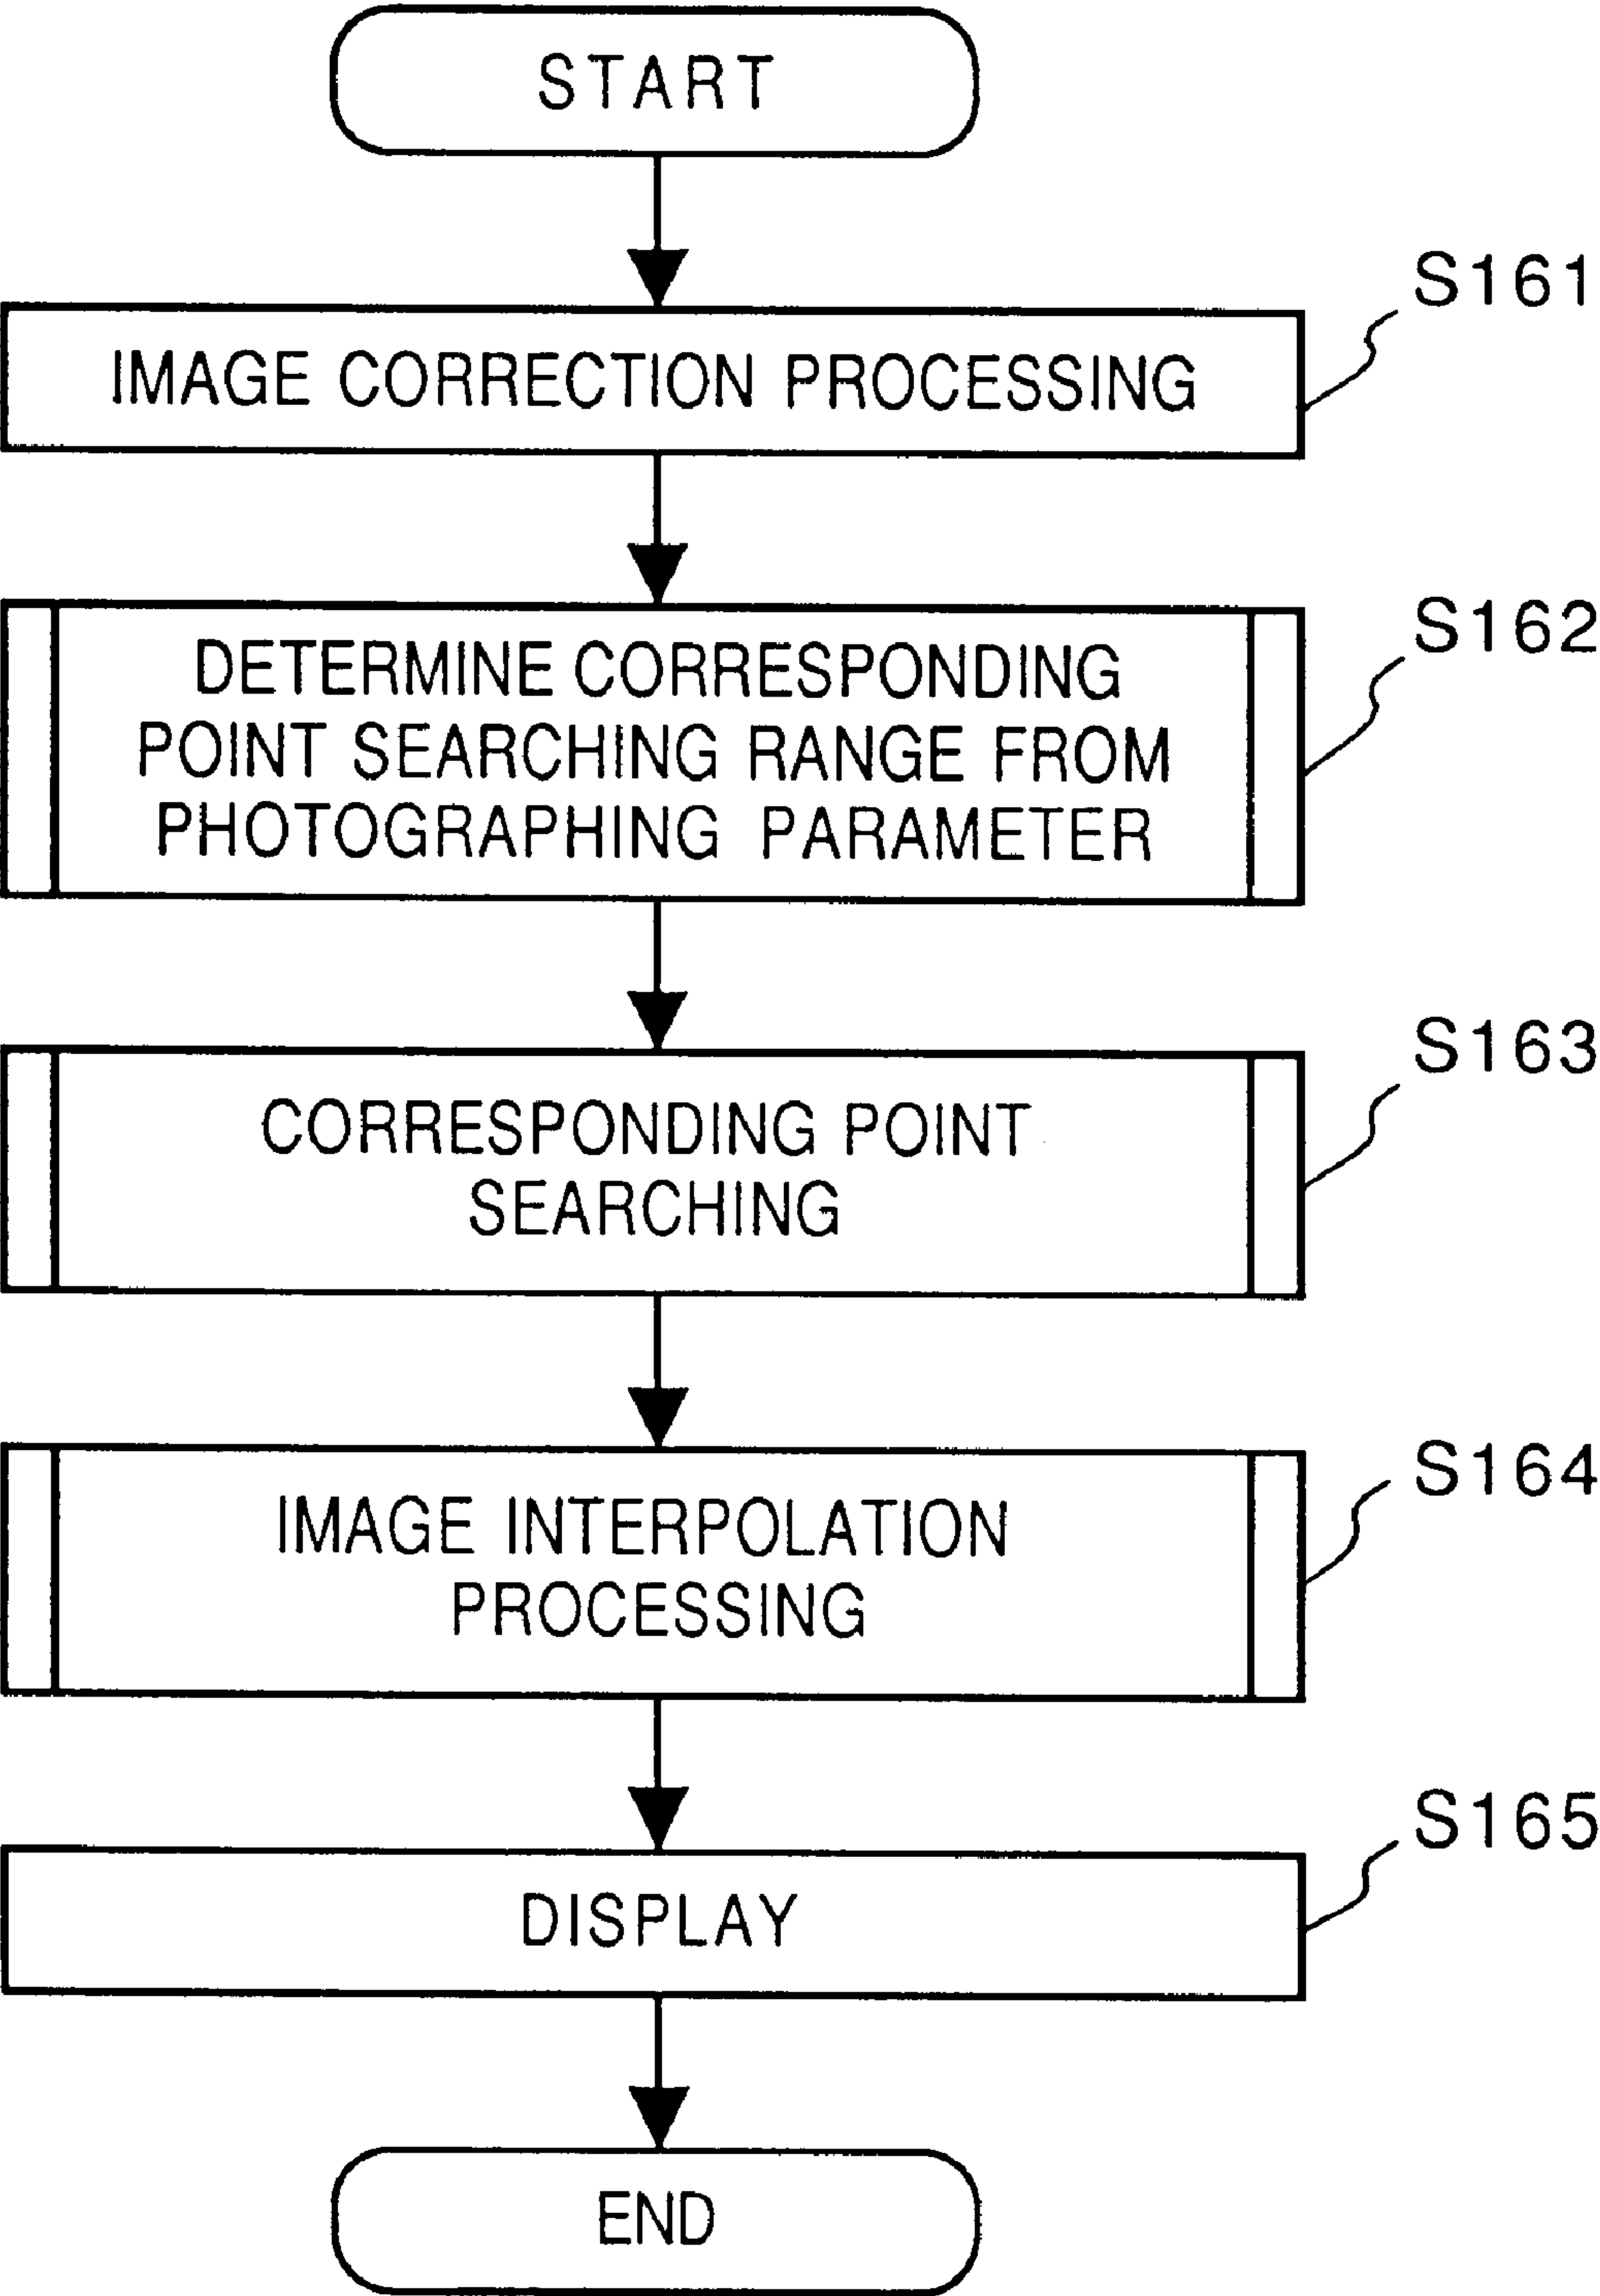 START
S161
IMAGE CORRECTION PROCESSING
S162
DETERMINE CORRESPONDING
POINT SEARCHING RANGE FROM
PHOTOGRAPHING PARAMETER
S163
CORRESPONDING POINT
SEARCHING
S164
IMAGE INTERPOLATION
PROCESSING
S165
DISPLAY
END